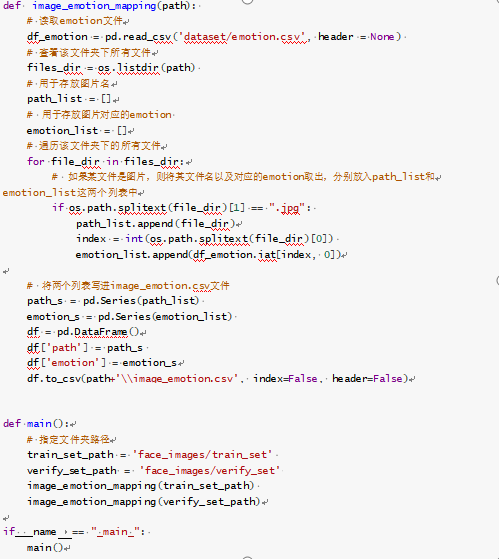 def image_emotion_mapping(path):
# 读取emotion文件
df_emotion = pd.read_csv('dataset/emotion.csv', header = None)
# 查看该文件夹下所有文件
files_dir = os.listdir(path)
# 用于存放图片名
path_list = []
# 用于存放图片对应的emotion
emotion_list = []
# 遍历该文件夹下的所有文件
for file_dir in files_dir:
# 如果某文件是图片，则将其文件名以及对应的emotion取出，分别放入path_list和
emotion_list这两个列表中
if os.path.splitext(file_dir)[1] == ".jpg":
path_list.append(file_dir)
index = int(os.path.splitext(file_dir)[0])
emotion_list.append(df_emotion.iat[index, 0])
# 将两个列表写进image_emotion.csv文件
path_s = pd.Series(path_list)
emotion_s = pd.Series(emotion_list)
df = pd.DataFrame()
df['path'] = path_s
df['emotion'] = emotion_s
df.to_csv(path+'\\image_emotion.csv', index=False, header=False)
def main():
# 指定文件夹路径
train_set_path = 'face_images/train_set'
verify_set_path = 'face_images/verify_set'
image_emotion_mapping(train_set_path)
image_emotion_mapping(verify_set_path)
if __name__ == "_main_":
main()